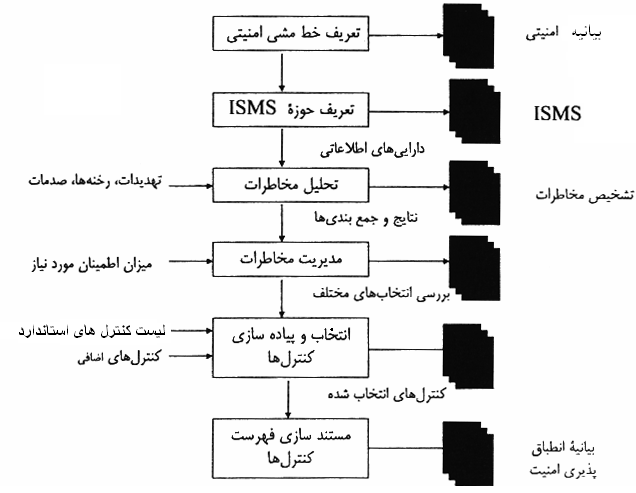 تعریف خط مشی امنیتی
بیانیه امنیتی
تعریف حوزهٔ ISMS
ISMS
دارایی‌های اطلاعاتی
تهدیدات، رخنه‌ها، صدمات
تحلیل مخاطرات
تشخیص مخاطرات
نتایج و جمع بندی‌ها
میزان اطمینان مورد نیاز
مدیریت مخاطرات
بررسی انتخاب‌های مختلف
لیست کنترل های استاندارد
کنترل‌های اضافی
انتخاب و پیاده سازی
کنترل‌ها
کنترل‌های انتخاب شده
مستند سازی فهرست
کنترل‌ها
بیانیهٔ انطباق
پذیری امنیت